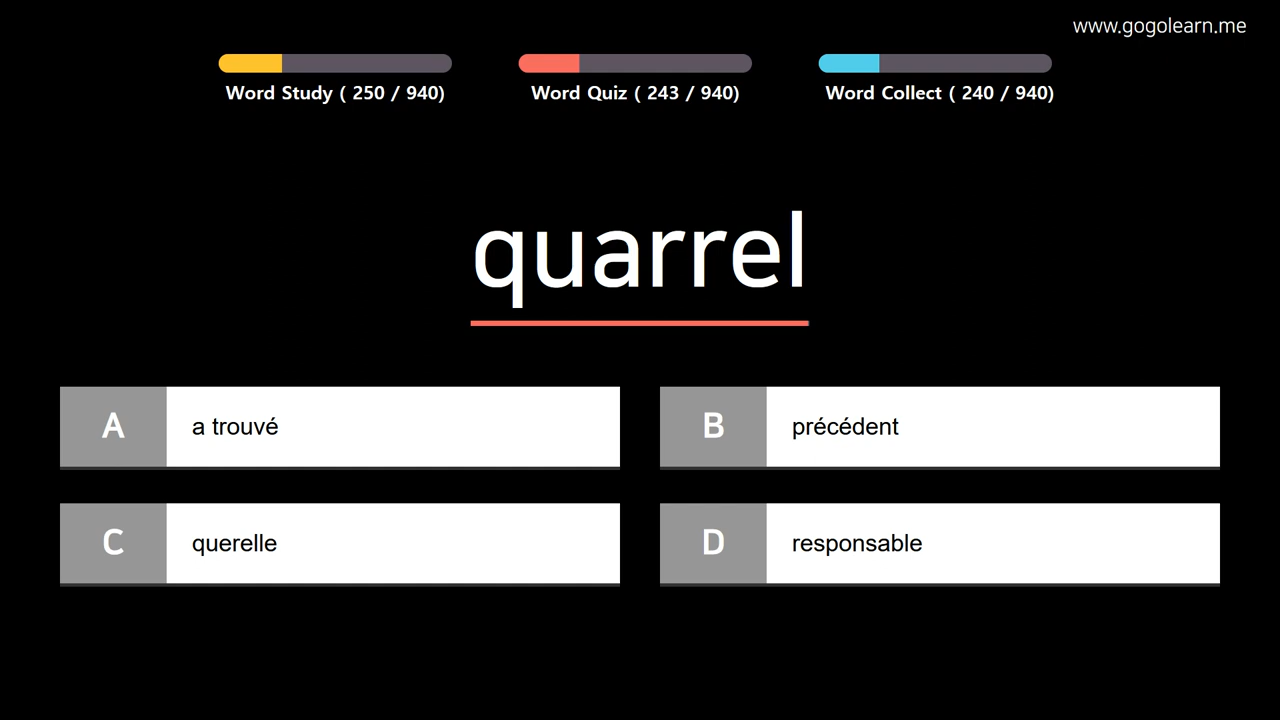 www.gogolearn.me
Word Study ( 250 / 940)
Word Quiz ( 243 / 940)
Word Collect ( 240 / 940)
quarrel
A a trouvé
B précédent
C querelle
D responsable